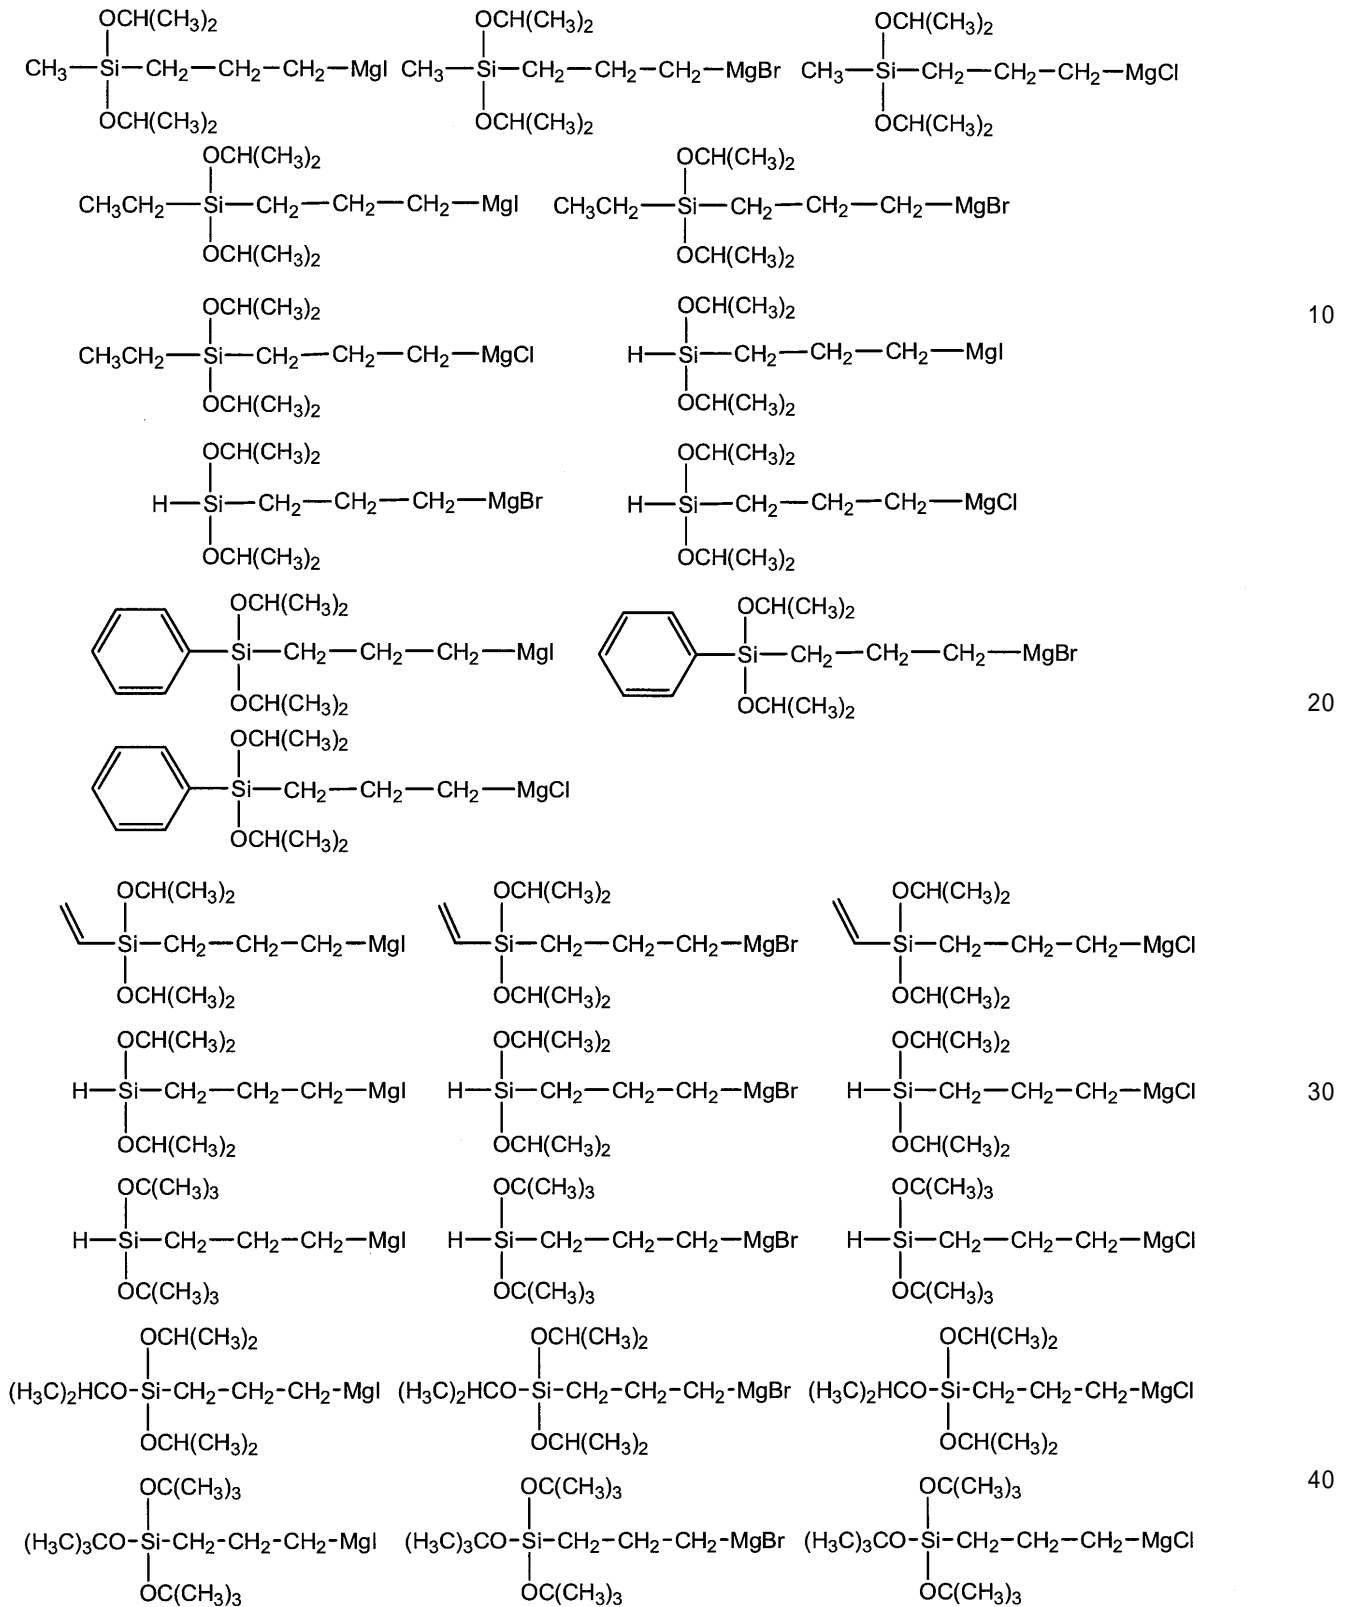 OCH(CH3)2 OCH(CH3)2 OCH(CH3)2
CH3—Si—CH2—CH2—CH2—MgI CH3—Si—CH2—CH2—CH2—MgBr CH3—Si—CH2—CH2—CH2—MgCl
OCH(CH3)2 OCH(CH3)2 OCH(CH3)2
OCH(CH3)2 OCH(CH3)2
CH3CH2—Si—CH2—CH2—CH2—MgI CH3CH2—Si—CH2—CH2—CH2—MgBr
OCH(CH3)2 OCH(CH3)2
OCH(CH3)2 OCH(CH3)2
10
CH3CH2—Si—CH2—CH2—CH2—MgCl H—Si—CH2—CH2—CH2—MgI
OCH(CH3)2 OCH(CH3)2
OCH(CH3)2 OCH(CH3)2
H—Si—CH2—CH2—CH2—MgBr H—Si—CH2—CH2—CH2—MgCl
OCH(CH3)2 OCH(CH3)2
OCH(CH3)2 OCH(CH3)2
Si—CH2—CH2—CH2—MgI Si—CH2—CH2—CH2—MgBr
OCH(CH3)2 OCH(CH3)2 20
OCH(CH3)2
Si—CH2—CH2—CH2—MgCl
OCH(CH3)2
OCH(CH3)2 OCH(CH3)2 OCH(CH3)2
Si—CH2—CH2—CH2—MgI Si—CH2—CH2—CH2—MgBr Si—CH2—CH2—CH2—MgCl
OCH(CH3)2 OCH(CH3)2 OCH(CH3)2
OCH(CH3)2 OCH(CH3)2 OCH(CH3)2
H—Si—CH2—CH2—CH2—MgI H—Si—CH2—CH2—CH2—MgBr H—Si—CH2—CH2—CH2—MgCl 30
OCH(CH3)2 OCH(CH3)2 OCH(CH3)2
OC(CH3)3 OC(CH3)3 OC(CH3)3
H—Si—CH2—CH2—CH2—MgI H—Si—CH2—CH2—CH2—MgBr H—Si—CH2—CH2—CH2—MgCl
OC(CH3)3 OC(CH3)3 OC(CH3)3
OCH(CH3)2 OCH(CH3)2 OCH(CH3)2
(H3C)2HCO-Si-CH2-CH2-CH2-MgI (H3C)2HCO-Si-CH2-CH2-CH2-MgBr (H3C)2HCO-Si-CH2-CH2-CH2-MgCl
OCH(CH3)2 OCH(CH3)2 OCH(CH3)2
40
OC(CH3)3 OC(CH3)3 OC(CH3)3
(H3C)3CO-Si-CH2-CH2-CH2-MgI (H3C)3CO-Si-CH2-CH2-CH2-MgBr (H3C)3CO-Si-CH2-CH2-CH2-MgCl
OC(CH3)3 OC(CH3)3 OC(CH3)3